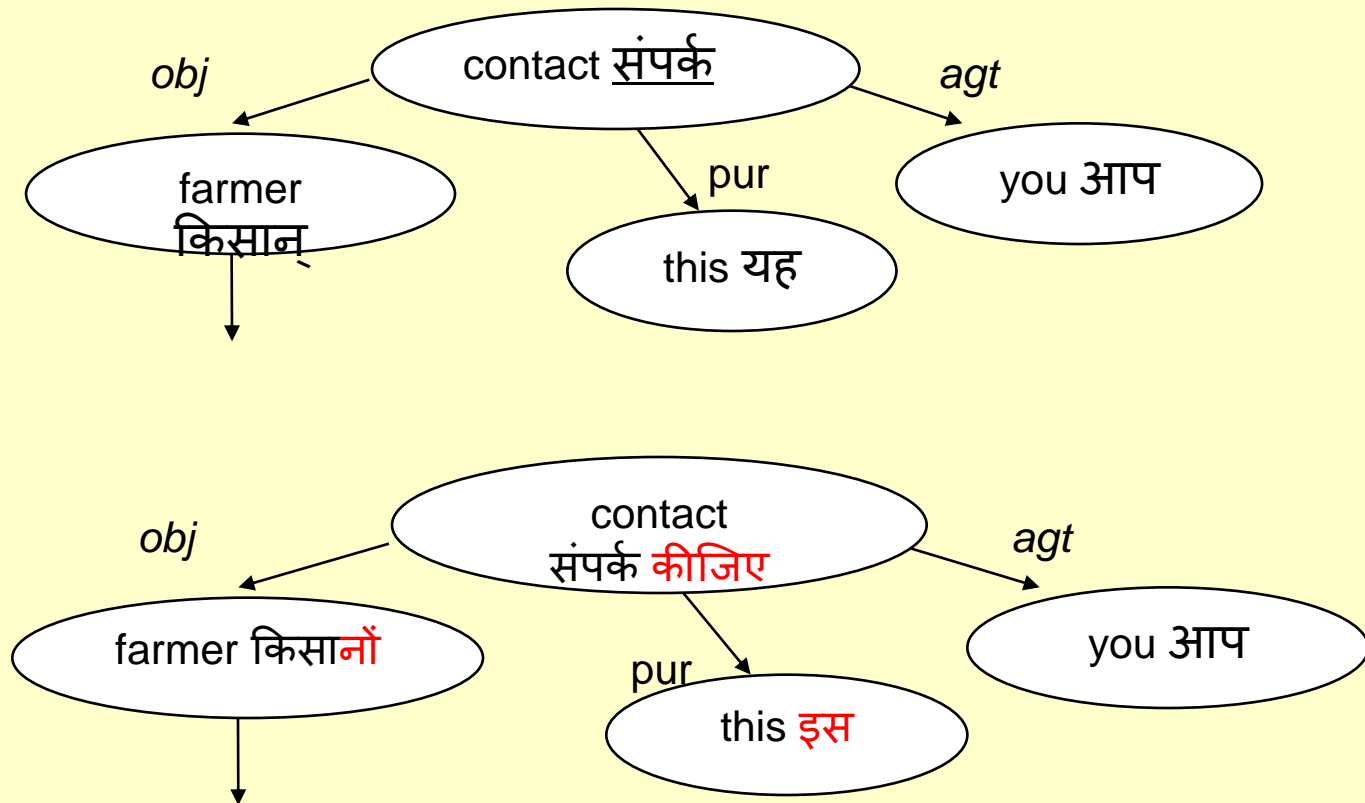 obj
contact संपर्क
agt
farmer
किसान्
pur
you आप
this यह
obj
contact
संपर्क कीजिए
agt
farmer किसानों
pur
you आप
this इस